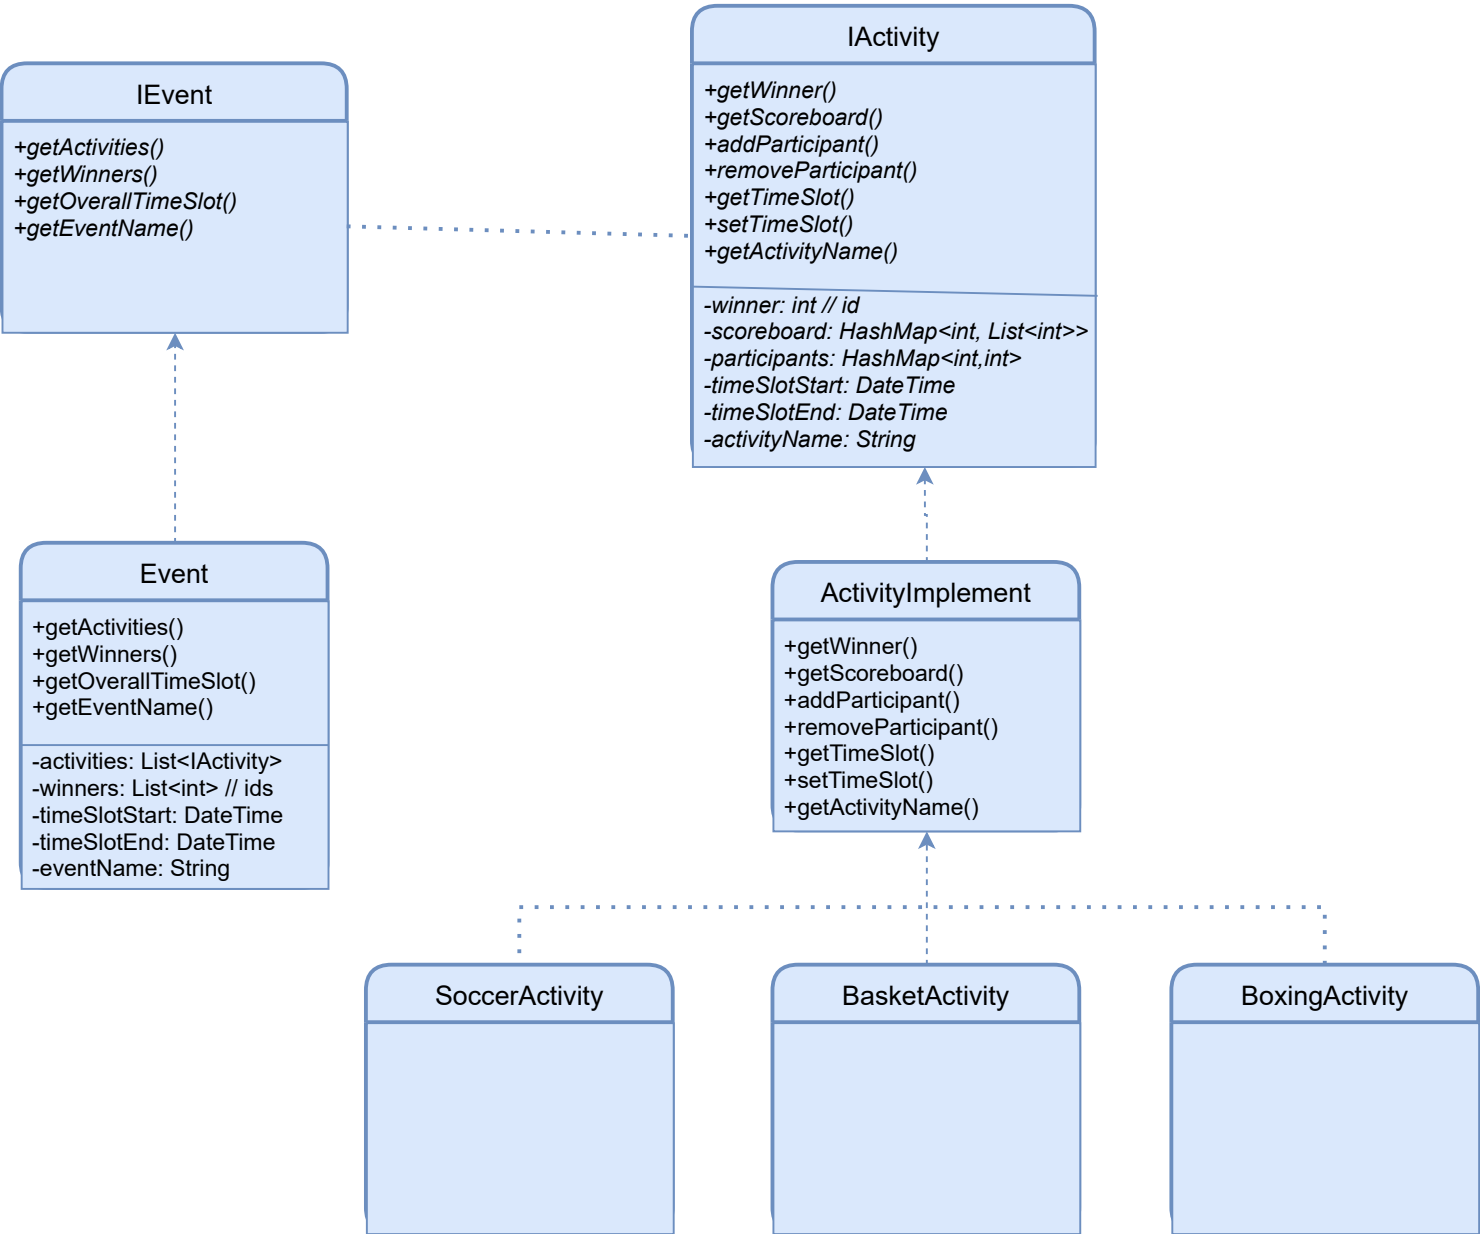 IEvent
+getActivities()
+getWinners()
+getOverallTimeSlot()
+getEventName()
IActivity
+getWinner()
+getScoreboard()
+addParticipant()
+removeParticipant()
+getTimeSlot()
+setTimeSlot()
+getActivityName()
-winner: int // id
-scoreboard: HashMap<int, List<int>>
-participants: HashMap<int,int>
-timeSlotStart: DateTime
-timeSlotEnd: DateTime
-activityName: String
Event
+getActivities()
+getWinners()
+getOverallTimeSlot()
+getEventName()
-activities: List<IActivity>
-winners: List<int> // ids
-timeSlotStart: DateTime
-timeSlotEnd: DateTime
-eventName: String
ActivityImplement
+getWinner()
+getScoreboard()
+addParticipant()
+removeParticipant()
+getTimeSlot()
+setTimeSlot()
+getActivityName()
SoccerActivity
BasketActivity
BoxingActivity